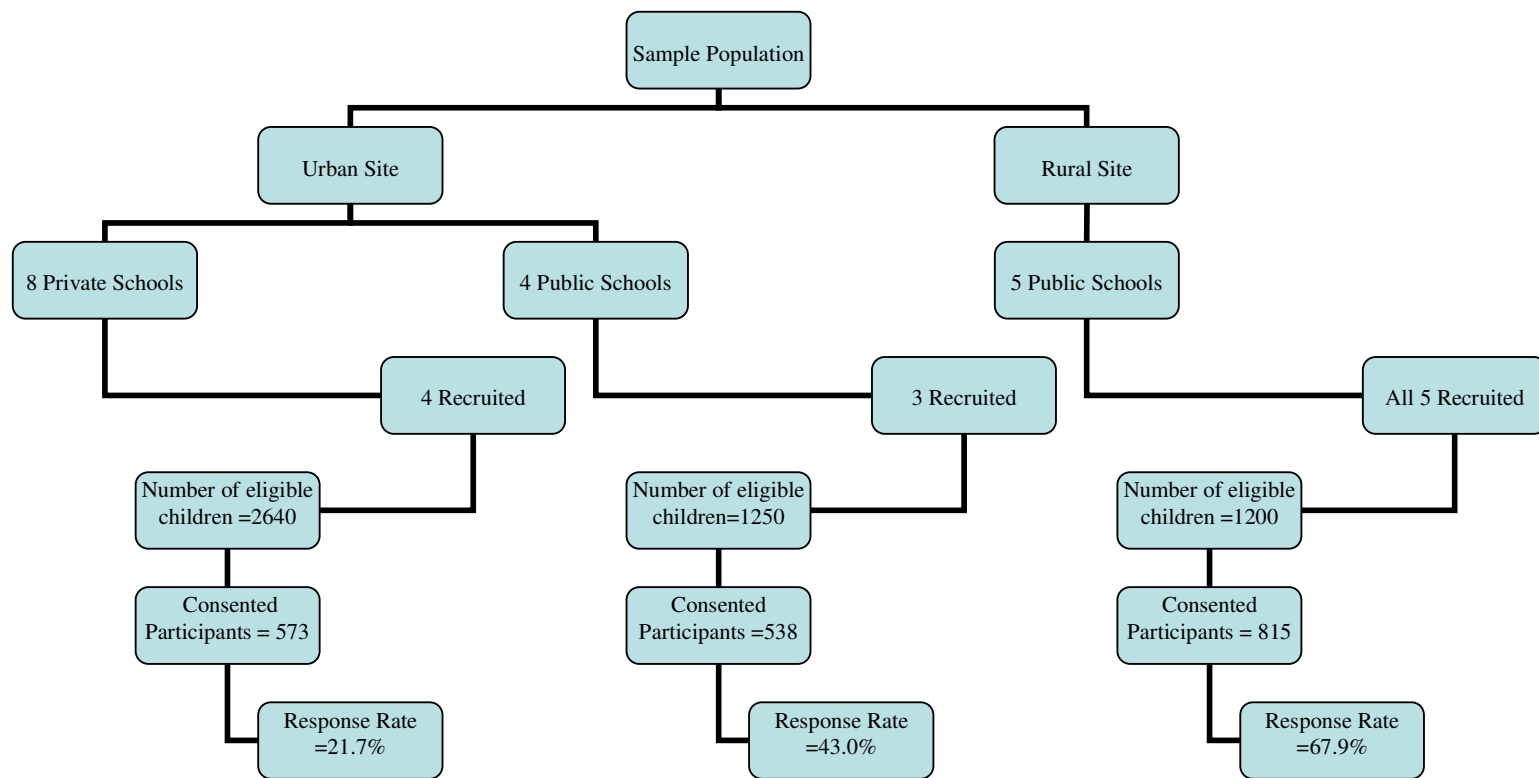 Sample Population
Urban Site
Rural Site
8 Private Schools
4 Public Schools
5 Public Schools
4 Recruited
3 Recruited
All 5 Recruited
Number of eligible
children =2640
Number of eligible
children=1250
Number of eligible
children =1200
Consented
Participants = 573
Consented
Participants =538
Consented
Participants = 815
Response Rate
=21.7%
Response Rate
=43.0%
Response Rate
=67.9%